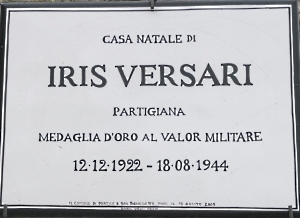 CASA NATALE DI
IRIS VERSARI
PARTIGIANA
MEDAGLIA D'ORO AL VALOR MILITARE
12·12·1922 - 18·08·1944